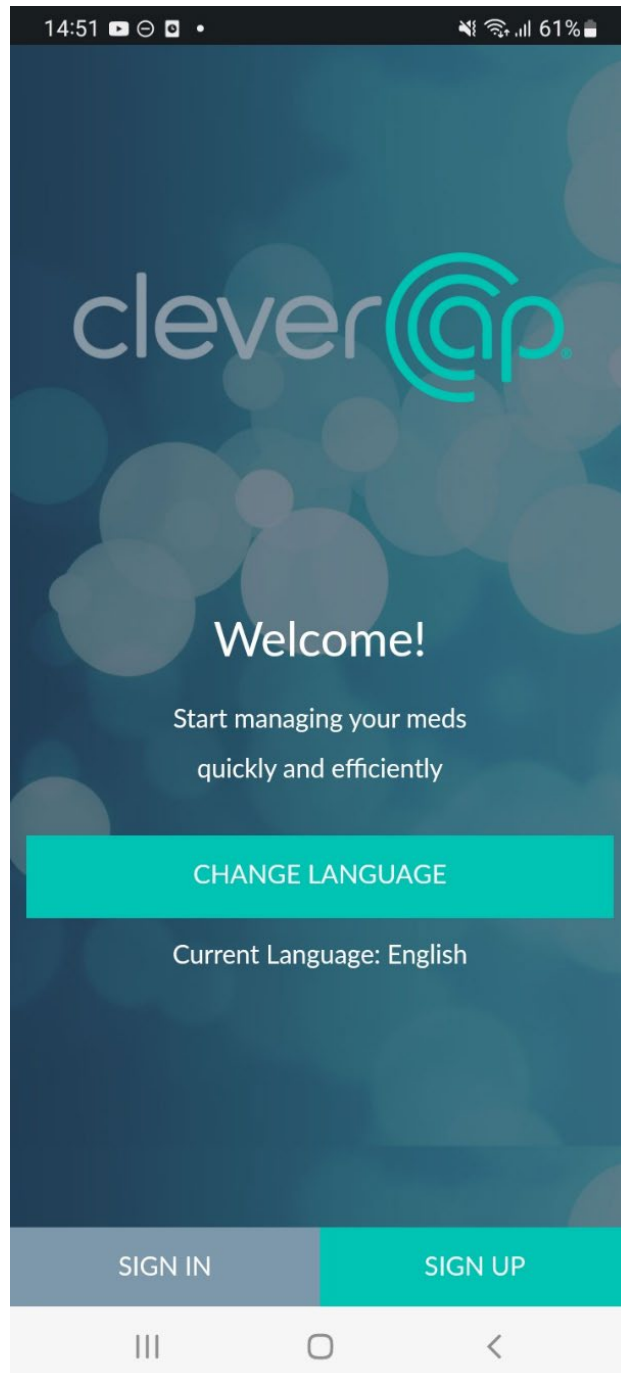 14:51
61%
cleverCap®
Welcome!
Start managing your meds
quickly and efficiently
CHANGE LANGUAGE
Current Language: English
SIGN IN
SIGN UP